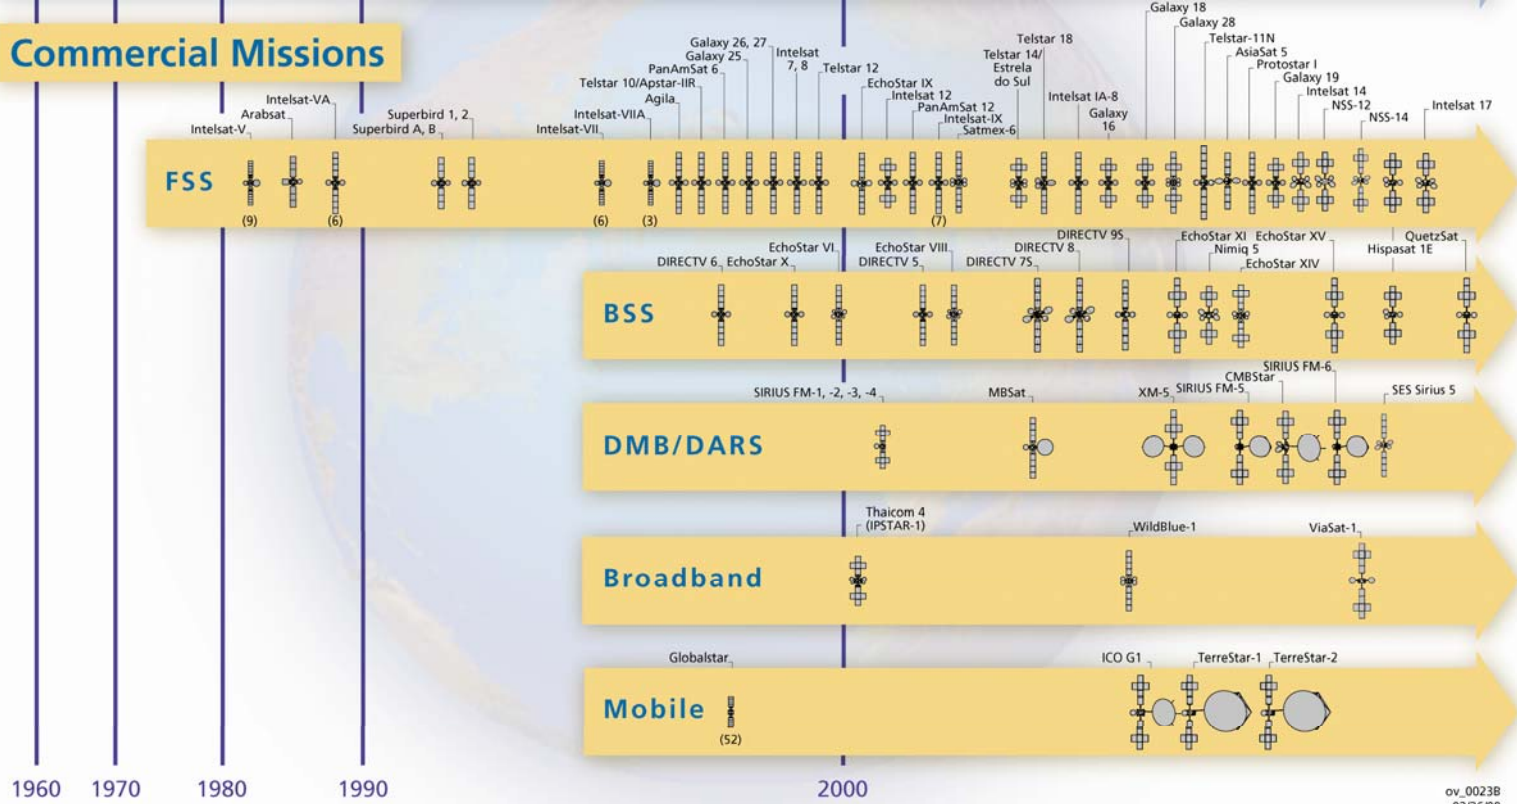 Commercial Missions
Galaxy 18
Galaxy 28
Telstar-11N
AsiaSat 5
Protostar I
Galaxy 19
Intelsat 14
NSS-12
NSS-14
Intelsat 17
Telstar 18
Telstar 14/
Estrela
do Sul
Intelsat IA-8
Galaxy
16
Galaxy 26, 27
Galaxy 25
PanAmSat 6
Telstar 10/Apstar-IIR
Agila
Intelsat
7, 8
Telstar 12
EchoStar IX
Intelsat 12
PanAmSat 12
Intelsat-IX
Satmex-6
Intelsat-VIIA
Intelsat-VII
Superbird 1, 2
Superbird A, B
Intelsat-VA
Arabsat
Intelsat-V
FSS
(9)
(6)
(6)
(3)
(7)
DIRECTV 6
EchoStar X
EchoStar VI
DIRECTV 5
EchoStar VIII
DIRECTV 7S
DIRECTV 8
DIRECTV 9S
EchoStar XI
Nimiq 5
EchoStar XIV
EchoStar XV
Hispasat 1E
QuetzSat
BSS
SIRIUS FM-1, -2, -3, -4
MBSat
XM-5
SIRIUS FM-5
CMBStar
SIRIUS FM-6
SES Sirius 5
DMB/DARS
Thaicom 4
(IPSTAR-1)
WildBlue-1
ViaSat-1
Broadband
Globalstar
ICO G1
TerreStar-1
TerreStar-2
Mobile
(52)
1960
1970
1980
1990
2000
ov_0023B